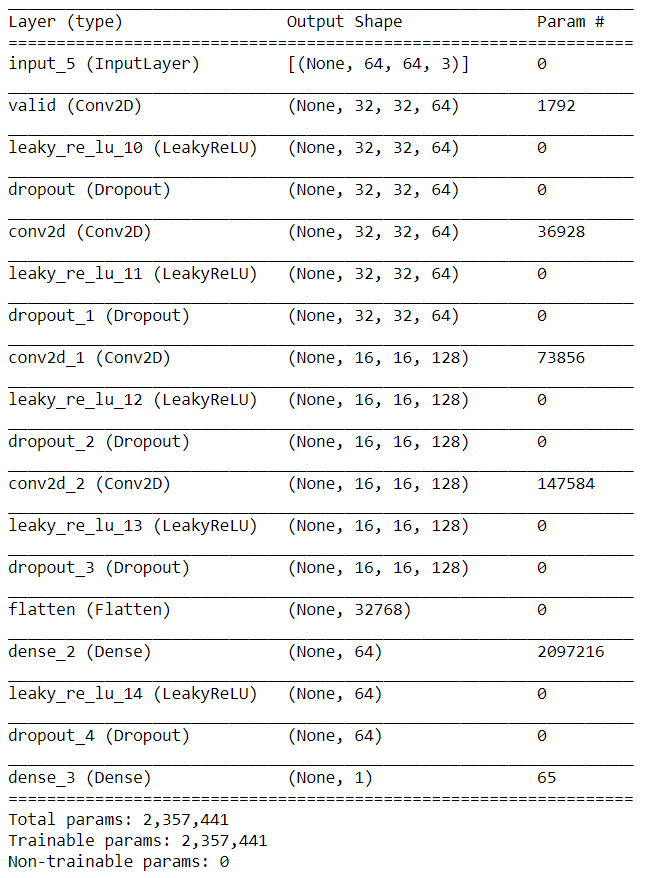 Layer (type) Output Shape Param #
input_5 (InputLayer) [(None, 64, 64, 3)] 0
valid (Conv2D) (None, 32, 32, 64) 1792
leaky_re_lu_10 (LeakyReLU) (None, 32, 32, 64) 0
dropout (Dropout) (None, 32, 32, 64) 0
conv2d (Conv2D) (None, 32, 32, 64) 36928
leaky_re_lu_11 (LeakyReLU) (None, 32, 32, 64) 0
dropout_1 (Dropout) (None, 32, 32, 64) 0
conv2d_1 (Conv2D) (None, 16, 16, 128) 73856
leaky_re_lu_12 (LeakyReLU) (None, 16, 16, 128) 0
dropout_2 (Dropout) (None, 16, 16, 128) 0
conv2d_2 (Conv2D) (None, 16, 16, 128) 147584
leaky_re_lu_13 (LeakyReLU) (None, 16, 16, 128) 0
dropout_3 (Dropout) (None, 16, 16, 128) 0
flatten (Flatten) (None, 32768) 0
dense_2 (Dense) (None, 64) 2097216
leaky_re_lu_14 (LeakyReLU) (None, 64) 0
dropout_4 (Dropout) (None, 64) 0
dense_3 (Dense) (None, 1) 65
Total params: 2,357,441
Trainable params: 2,357,441
Non-trainable params: 0